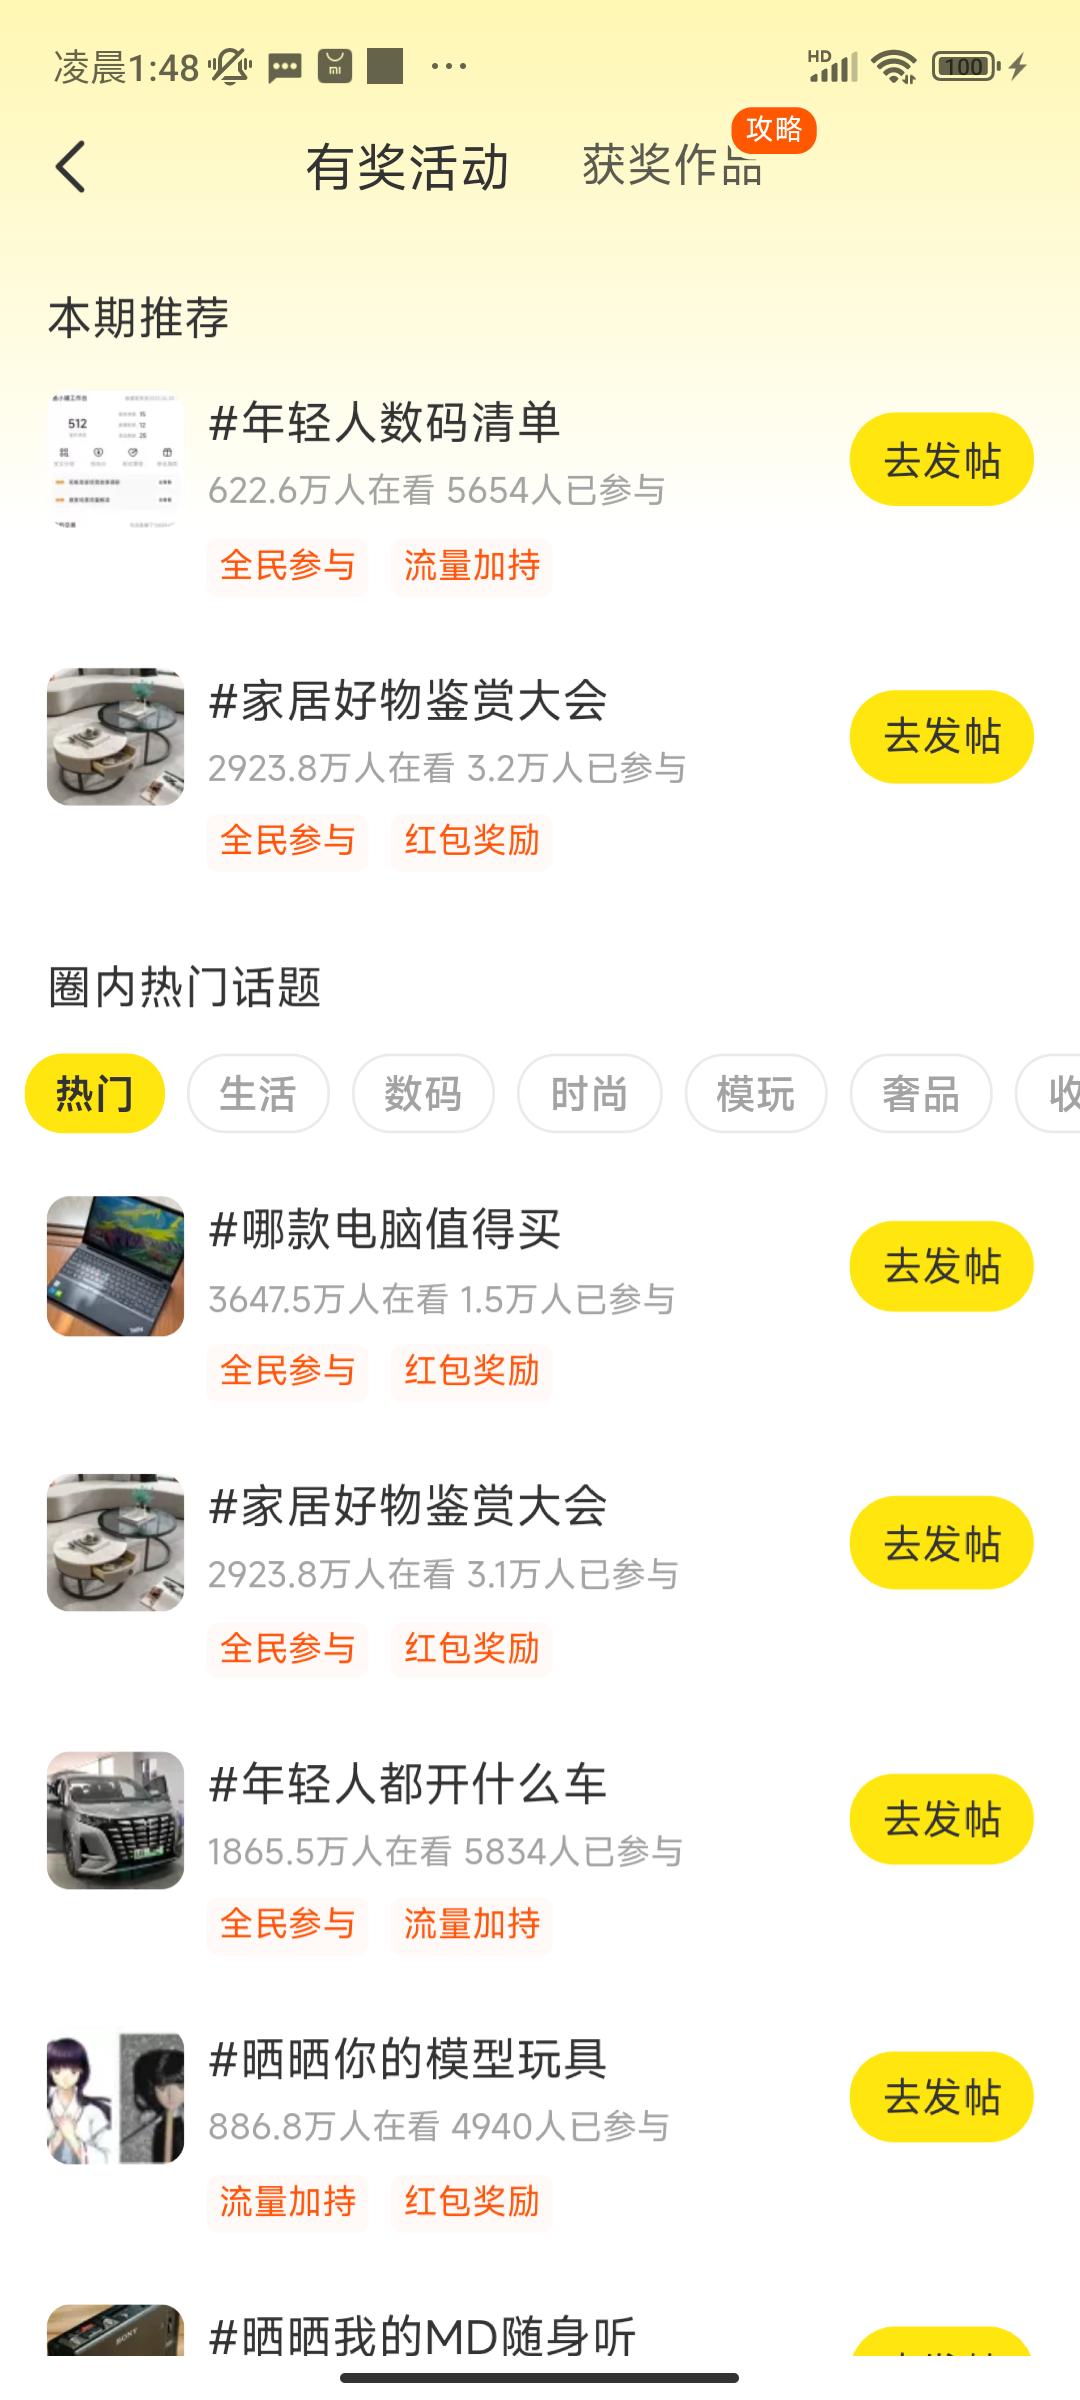 凌晨1:48
HD
100
有奖活动
获奖作品
攻略
本期推荐
#年轻人数码清单
622.6万人在看 5654人已参与
全民参与 流量加持
去发帖
512
#家居好物鉴赏大会
2923.8万人在看 3.2万人已参与
全民参与 红包奖励
去发帖
圈内热门话题
热门 生活 数码 时尚 模玩 奢品 收
#哪款电脑值得买
3647.5万人在看 1.5万人已参与
全民参与 红包奖励
去发帖
#家居好物鉴赏大会
2923.8万人在看 3.1万人已参与
全民参与 红包奖励
去发帖
#年轻人都开什么车
1865.5万人在看 5834人已参与
全民参与 流量加持
去发帖
#晒晒你的模型玩具
886.8万人在看 4940人已参与
流量加持 红包奖励
去发帖
SONY
#晒晒我的MD随身听